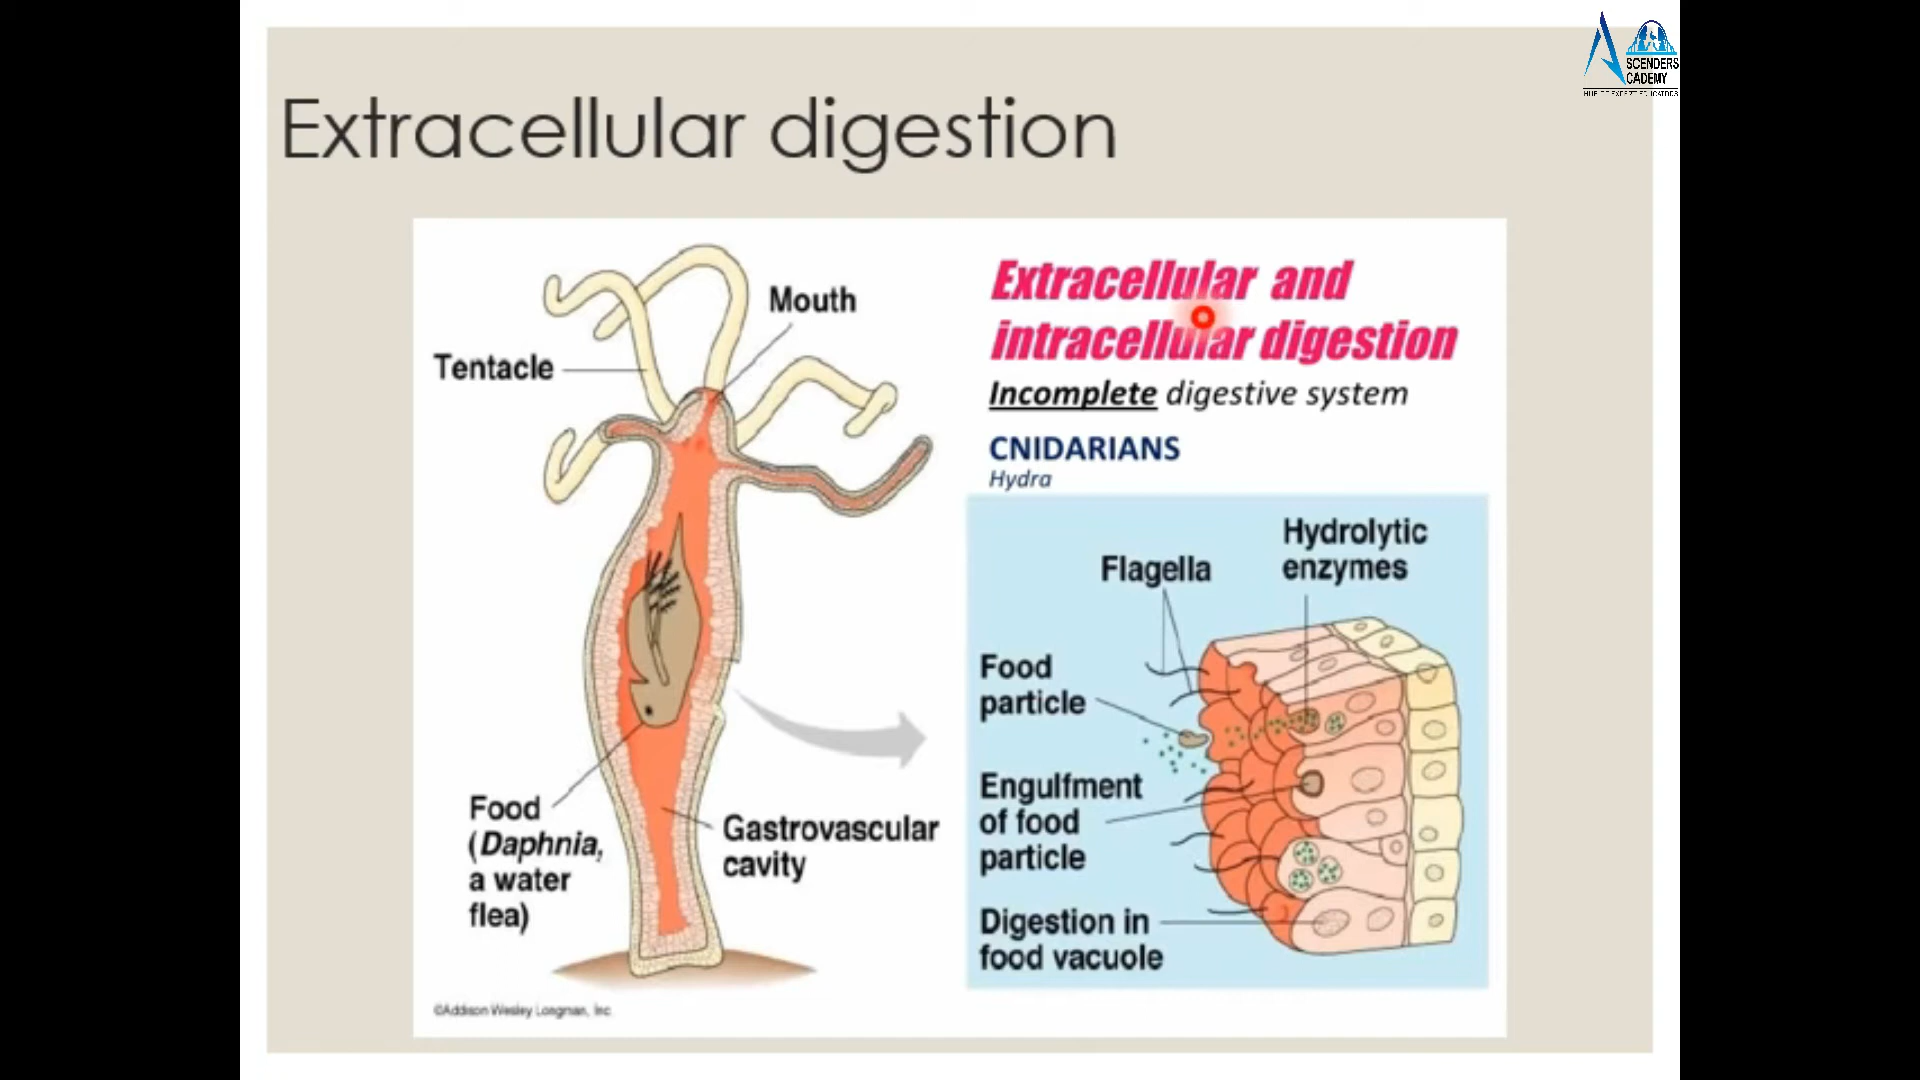 SCENDERS
CADEMY
Extracellular digestion
Extracellular and
intracellular digestion
Incomplete digestive system
CNIDARIANS
Hydra
Mouth
Tentacle
Food
(Daphnia,
a water
flea)
Gastrovascular
cavity
Hydrolytic
enzymes
Flagella
Food
particle
Engulfment
of food
particle
Digestion in
food vacuole
©Addison Wesley Longman, Inc.